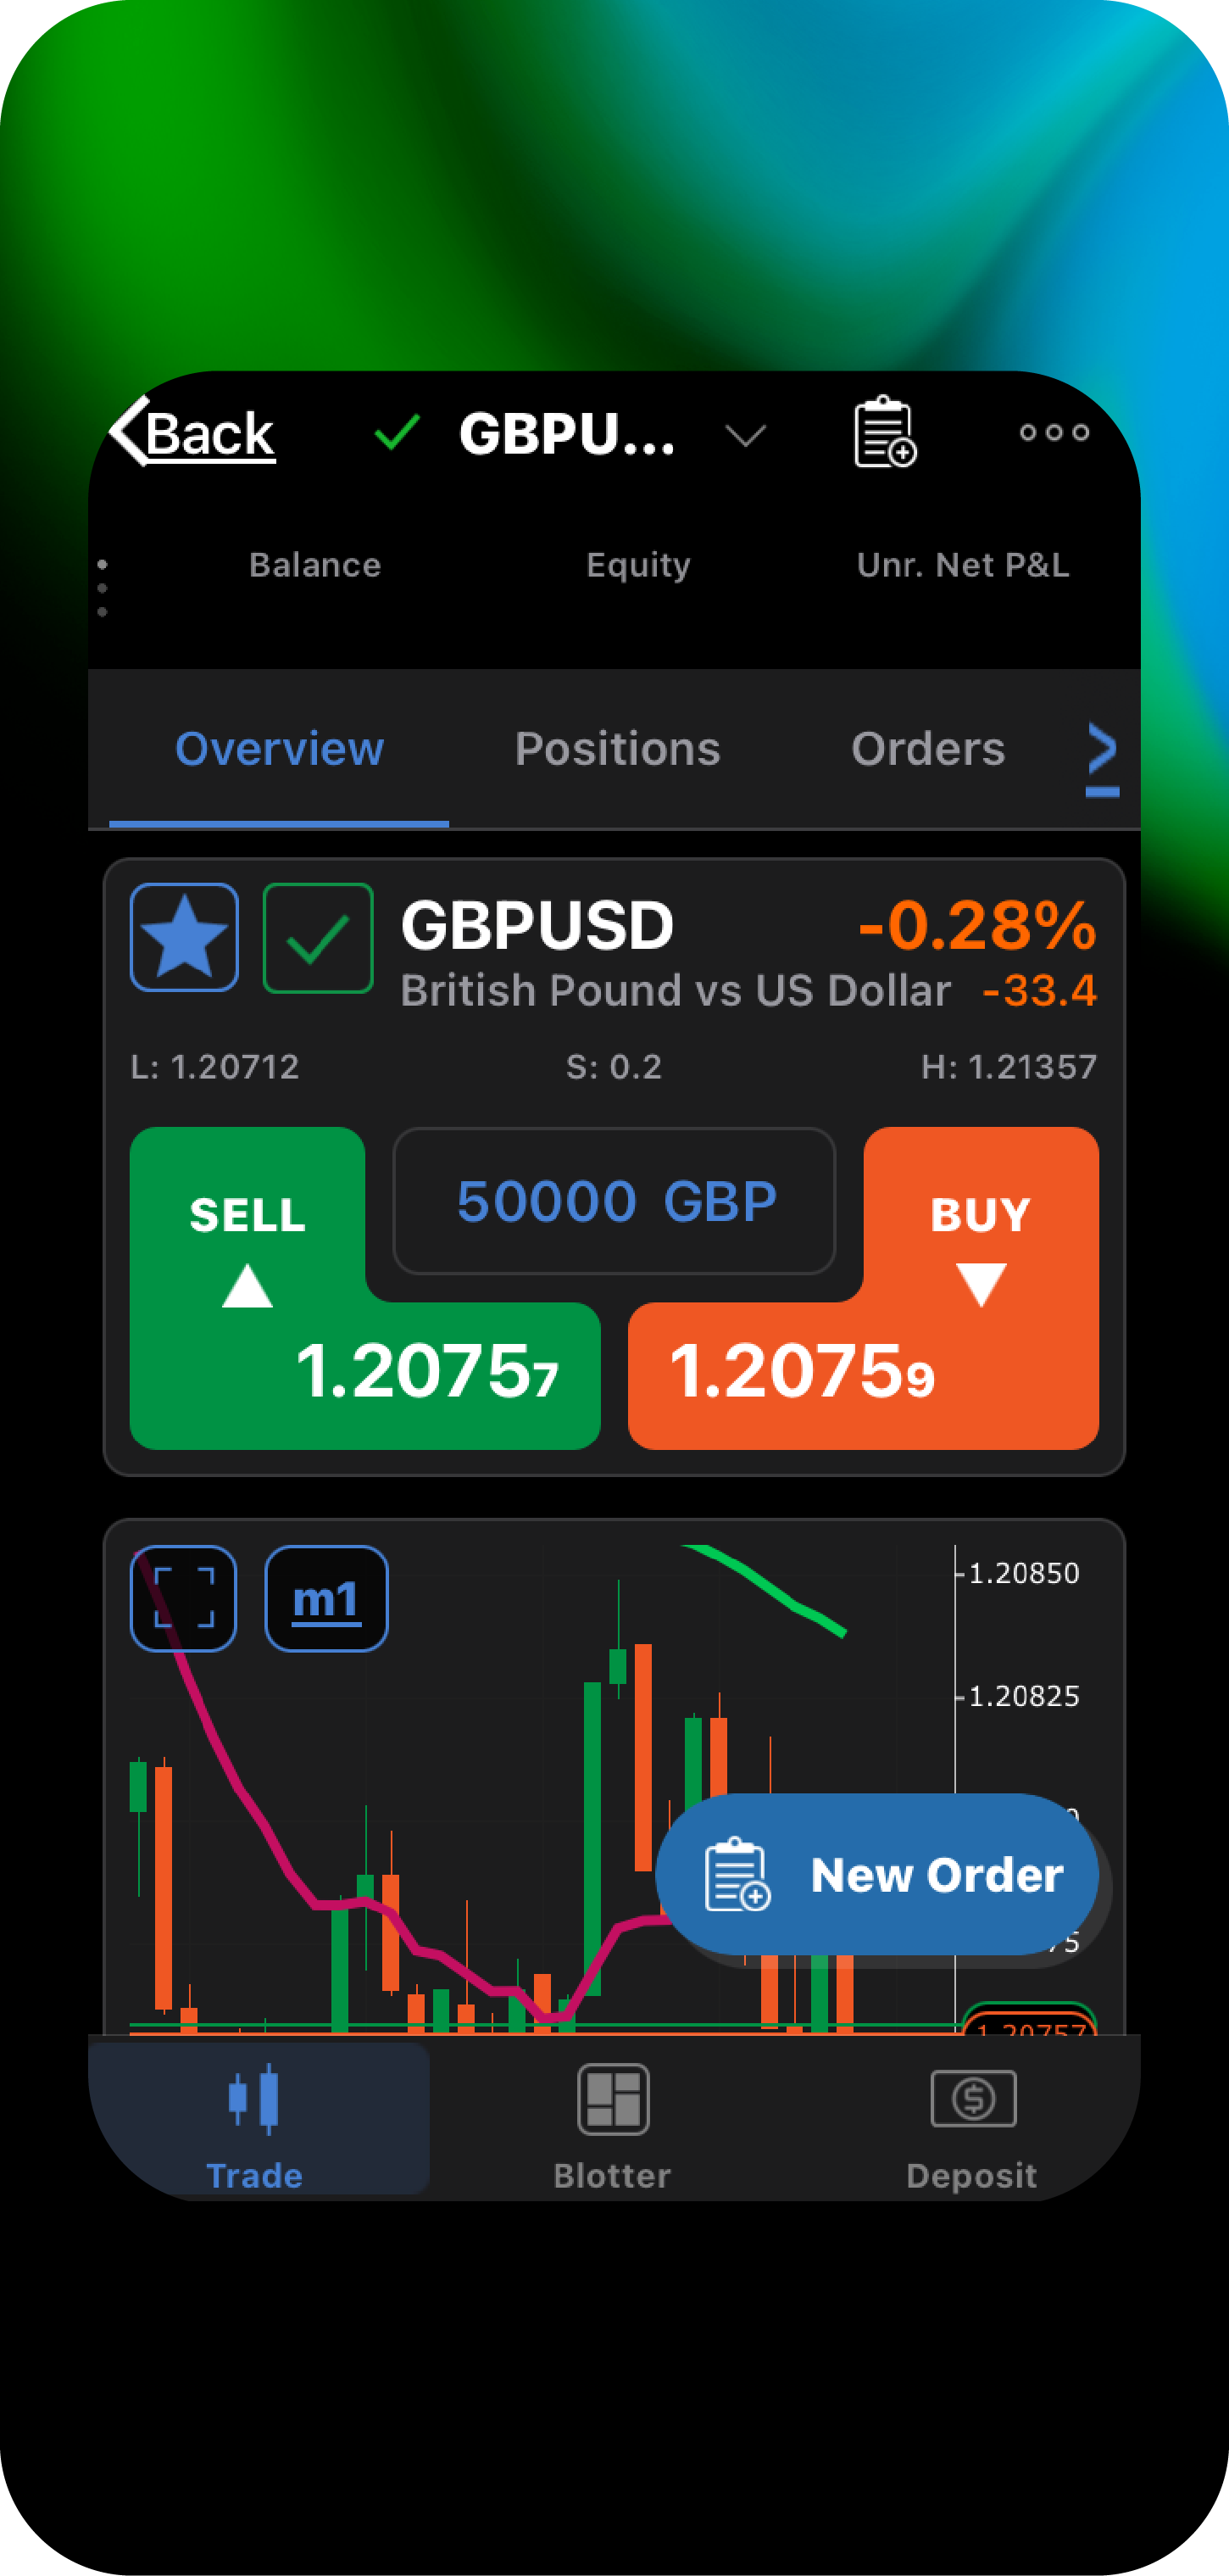 Back GBPU...
Balance Equity Unr. Net P&L
Overview Positions Orders >
GBPUSD -0.28%
British Pound vs US Dollar -33.4
L: 1.20712 S: 0.2 H: 1.21357
SELL 50000 GBP BUY
1.20757 1.20759
m1
1.20850
1.20825
New Order
1.20757
Trade Blotter Deposit